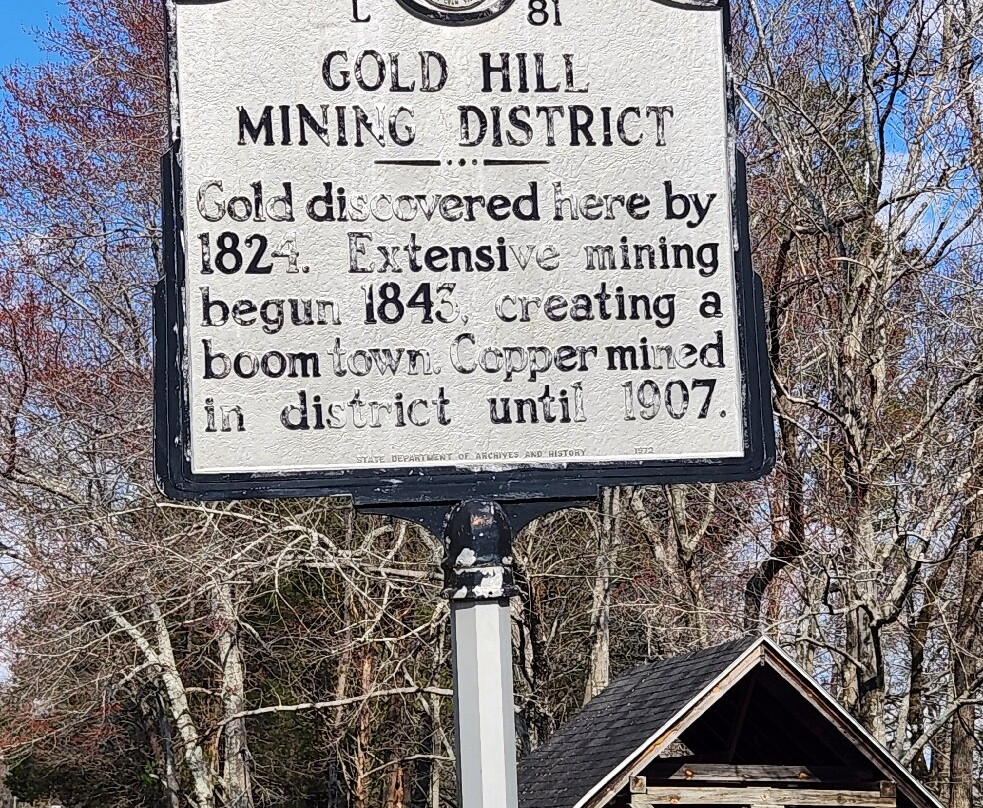 L 81
GOLD HILL
MINING DISTRICT
Gold discovered here by
1824. Extensive mining
begun 1843, creating a
boom town. Copper mined
in district until 1907.
STATE DEPARTMENT OF ARCHIVES AND HISTORY 1972